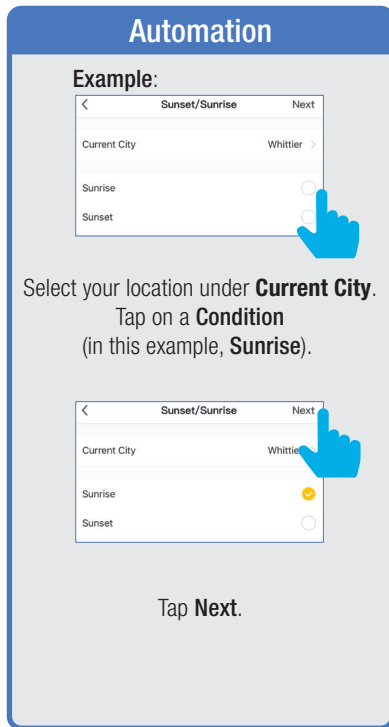 Automation
Example:
< Sunset/Sunrise Next
Current City Whittier >
Sunrise
Sunset
Select your location under Current City.
Tap on a Condition
(in this example, Sunrise).
< Sunset/Sunrise Next
Current City
Sunrise
Sunset
Tap Next.